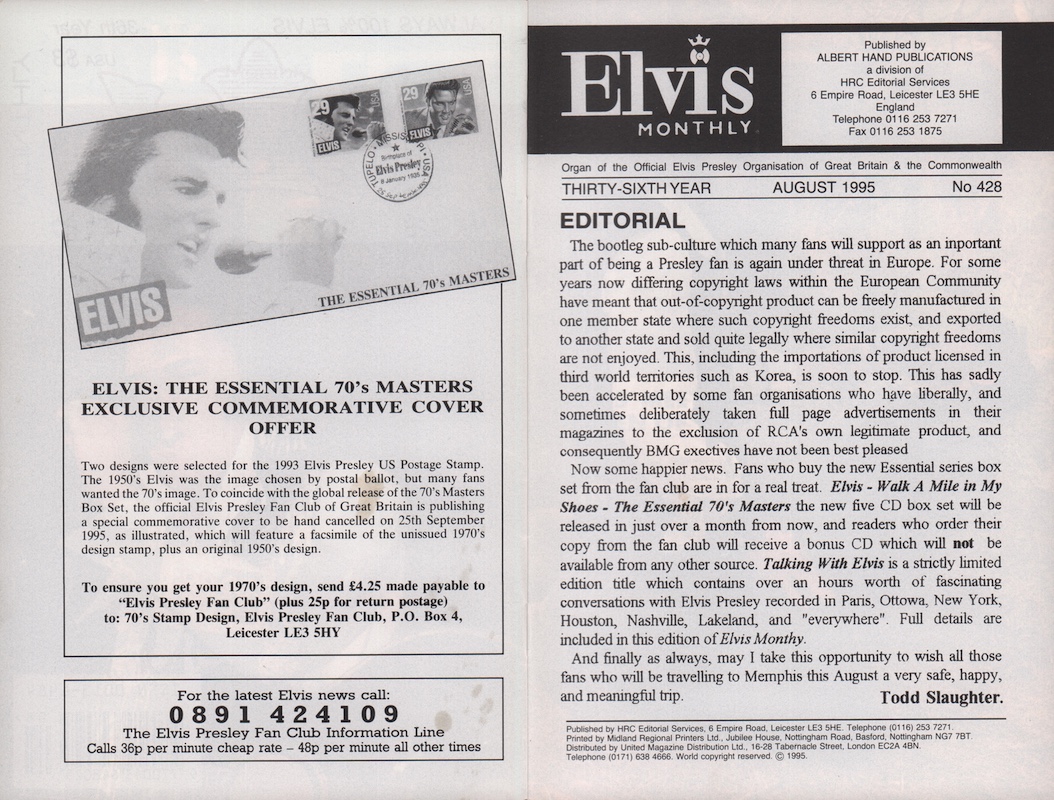 29
USA
ELVIS
29
USA
ELVIS
TUPELO • MISSISSIPPI • USA
Birthplace of
Elvis Presley
8 January 1935
ELVIS
THE ESSENTIAL 70's MASTERS
ELVIS: THE ESSENTIAL 70's MASTERS
EXCLUSIVE COMMEMORATIVE COVER
OFFER
Two designs were selected for the 1993 Elvis Presley US Postage Stamp.
The 1950's Elvis was the image chosen by postal ballot, but many fans
wanted the 70's image. To coincide with the global release of the 70's Masters
Box Set, the official Elvis Presley Fan Club of Great Britain is publishing
a special commemorative cover to be hand cancelled on 25th September
1995, as illustrated, which will feature a facsimile of the unissued 1970's
design stamp, plus an original 1950's design.
To ensure you get your 1970's design, send £4.25 made payable to
“Elvis Presley Fan Club” (plus 25p for return postage)
to: 70's Stamp Design, Elvis Presley Fan Club, P.O. Box 4,
Leicester LE3 5HY
For the latest Elvis news call:
0891 424109
The Elvis Presley Fan Club Information Line
Calls 36p per minute cheap rate – 48p per minute all other times
Elvis
MONTHLY
Published by
ALBERT HAND PUBLICATIONS
a division of
HRC Editorial Services
6 Empire Road, Leicester LE3 5HE
England
Telephone 0116 253 7271
Fax 0116 253 1875
Organ of the Official Elvis Presley Organisation of Great Britain & the Commonwealth
THIRTY-SIXTH YEAR AUGUST 1995 No 428
EDITORIAL
The bootleg sub-culture which many fans will support as an inportant
part of being a Presley fan is again under threat in Europe. For some
years now differing copyright laws within the European Community
have meant that out-of-copyright product can be freely manufactured in
one member state where such copyright freedoms exist, and exported
to another state and sold quite legally where similar copyright freedoms
are not enjoyed. This, including the importations of product licensed in
third world territories such as Korea, is soon to stop. This has sadly
been accelerated by some fan organisations who have liberally, and
sometimes deliberately taken full page advertisements in their
magazines to the exclusion of RCA's own legitimate product, and
consequently BMG exectives have not been best pleased
Now some happier news. Fans who buy the new Essential series box
set from the fan club are in for a real treat. Elvis - Walk A Mile in My
Shoes - The Essential 70's Masters the new five CD box set will be
released in just over a month from now, and readers who order their
copy from the fan club will receive a bonus CD which will not be
available from any other source. Talking With Elvis is a strictly limited
edition title which contains over an hours worth of fascinating
conversations with Elvis Presley recorded in Paris, Ottowa, New York,
Houston, Nashville, Lakeland, and "everywhere". Full details are
included in this edition of Elvis Monthy.
And finally as always, may I take this opportunity to wish all those
fans who will be travelling to Memphis this August a very safe, happy,
and meaningful trip. Todd Slaughter.
Published by HRC Editorial Services, 6 Empire Road, Leicester LE3 5HE. Telephone (0116) 253 7271.
Printed by Midland Regional Printers Ltd., Jubilee House, Nottingham Road, Basford, Nottingham NG7 7BT.
Distributed by United Magazine Distribution Ltd., 16-28 Tabernacle Street, London EC2A 4BN.
Telephone (0171) 638 4666. World copyright reserved. © 1995.